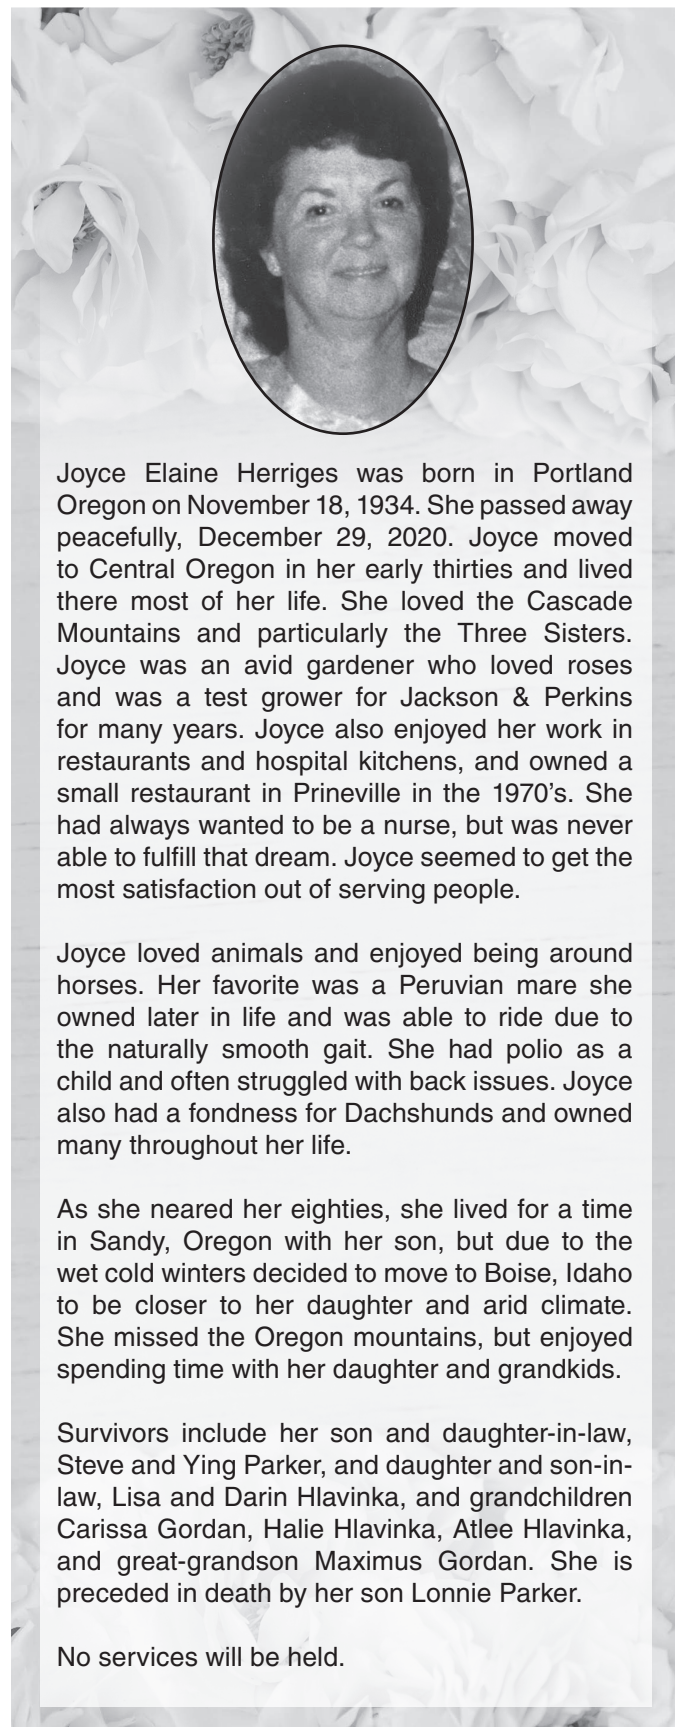 Joyce Elaine Herriges was born in Portland
Oregon on November 18, 1934. She passed away
peacefully, December 29, 2020. Joyce moved
to Central Oregon in her early thirties and lived
there most of her life. She loved the Cascade
Mountains and particularly the Three Sisters.
Joyce was an avid gardener who loved roses
and was a test grower for Jackson & Perkins
for many years. Joyce also enjoyed her work in
restaurants and hospital kitchens, and owned a
small restaurant in Prineville in the 1970’s. She
had always wanted to be a nurse, but was never
able to fulfill that dream. Joyce seemed to get the
most satisfaction out of serving people.

Joyce loved animals and enjoyed being around
horses. Her favorite was a Peruvian mare she
owned later in life and was able to ride due to
the naturally smooth gait. She had polio as a
child and often struggled with back issues. Joyce
also had a fondness for Dachshunds and owned
many throughout her life.

As she neared her eighties, she lived for a time
in Sandy, Oregon with her son, but due to the
wet cold winters decided to move to Boise, Idaho
to be closer to her daughter and arid climate.
She missed the Oregon mountains, but enjoyed
spending time with her daughter and grandkids.

Survivors include her son and daughter-in-law,
Steve and Ying Parker, and daughter and son-in-
law, Lisa and Darin Hlavinka, and grandchildren
Carissa Gordan, Halie Hlavinka, Atlee Hlavinka,
and great-grandson Maximus Gordan. She is
preceded in death by her son Lonnie Parker.

No services will be held.